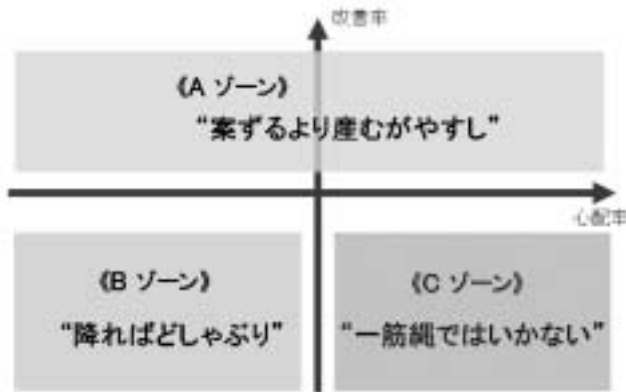 改善率
《A ゾーン》
“案ずるより産むがやすし”
心配率
《B ゾーン》
“降ればどしゃぶり”
《C ゾーン》
“一筋縄ではいかない”